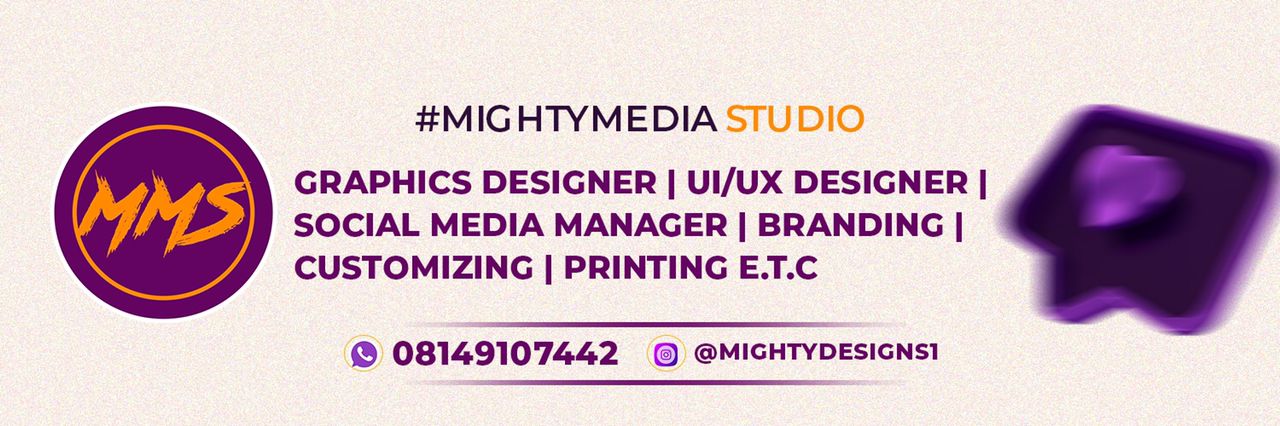 MMS
#MIGHTYMEDIA STUDIO
GRAPHICS DESIGNER | UI/UX DESIGNER |
SOCIAL MEDIA MANAGER | BRANDING |
CUSTOMIZING | PRINTING E.T.C
08149107442 @MIGHTYDESIGNS1